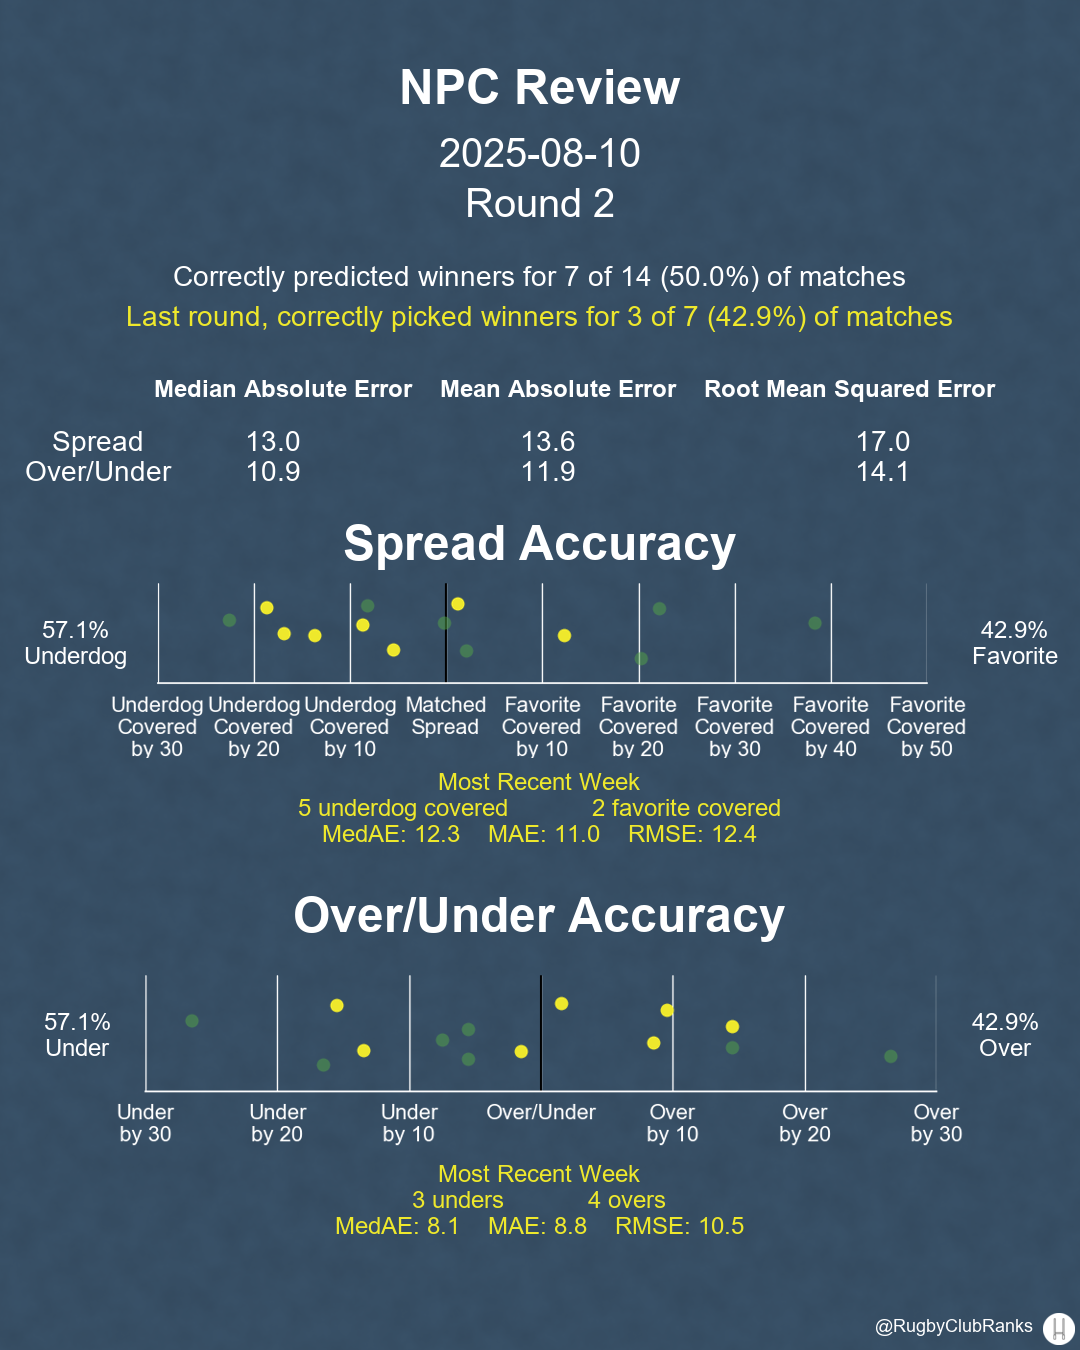 NPC Review
2025-08-10
Round 2
Correctly predicted winners for 7 of 14 (50.0%) of matches
Last round, correctly picked winners for 3 of 7 (42.9%) of matches
Median Absolute Error Mean Absolute Error Root Mean Squared Error
Spread 13.0 13.6 17.0
Over/Under 10.9 11.9 14.1
Spread Accuracy
57.1%
Underdog
42.9%
Favorite
Underdog Underdog Underdog Matched Favorite Favorite Favorite Favorite Favorite
Covered Covered Covered Spread Covered Covered Covered Covered Covered
by 30 by 20 by 10 by 10 by 20 by 30 by 40 by 50
Most Recent Week
5 underdog covered 2 favorite covered
MedAE: 12.3 MAE: 11.0 RMSE: 12.4
Over/Under Accuracy
57.1%
Under
42.9%
Over
Under Under Under Over/Under Over Over Over
by 30 by 20 by 10 by 10 by 20 by 30
Most Recent Week
3 unders 4 overs
MedAE: 8.1 MAE: 8.8 RMSE: 10.5
@RugbyClubRanks